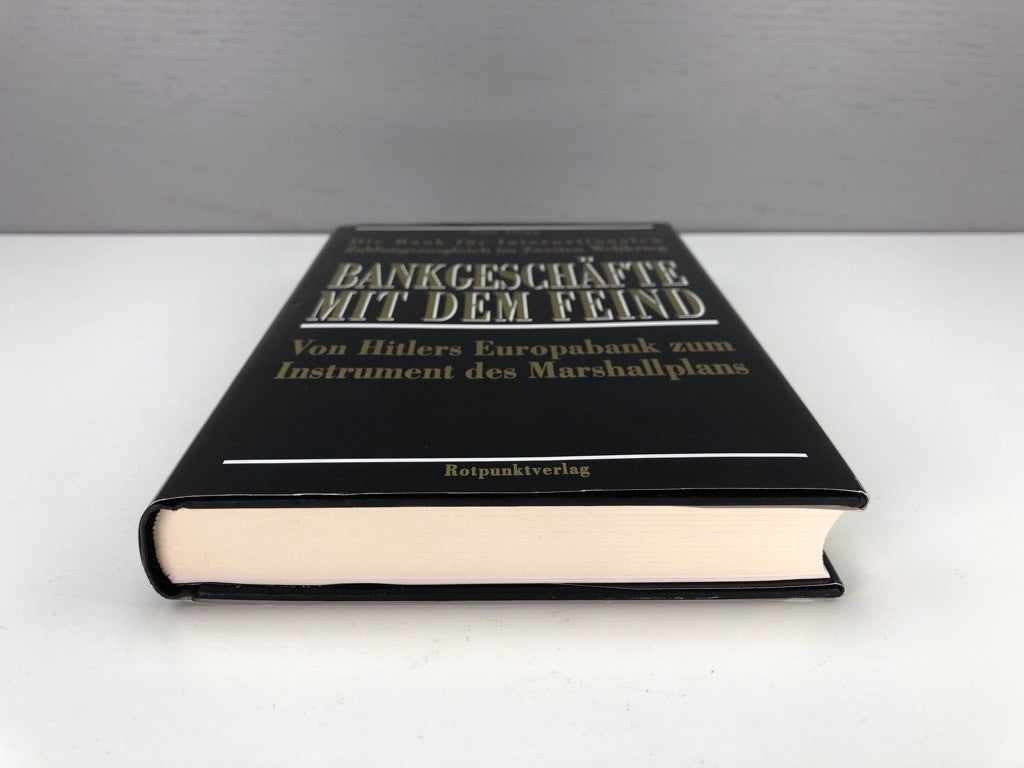 Die Bank für Internationalen
Zahlungsausgleich im Zweiten Weltkrieg
BANKGESCHÄFTE
MIT DEM FEIND
Von Hitlers Europabank zum
Instrument des Marshallplans
Rotpunktverlag